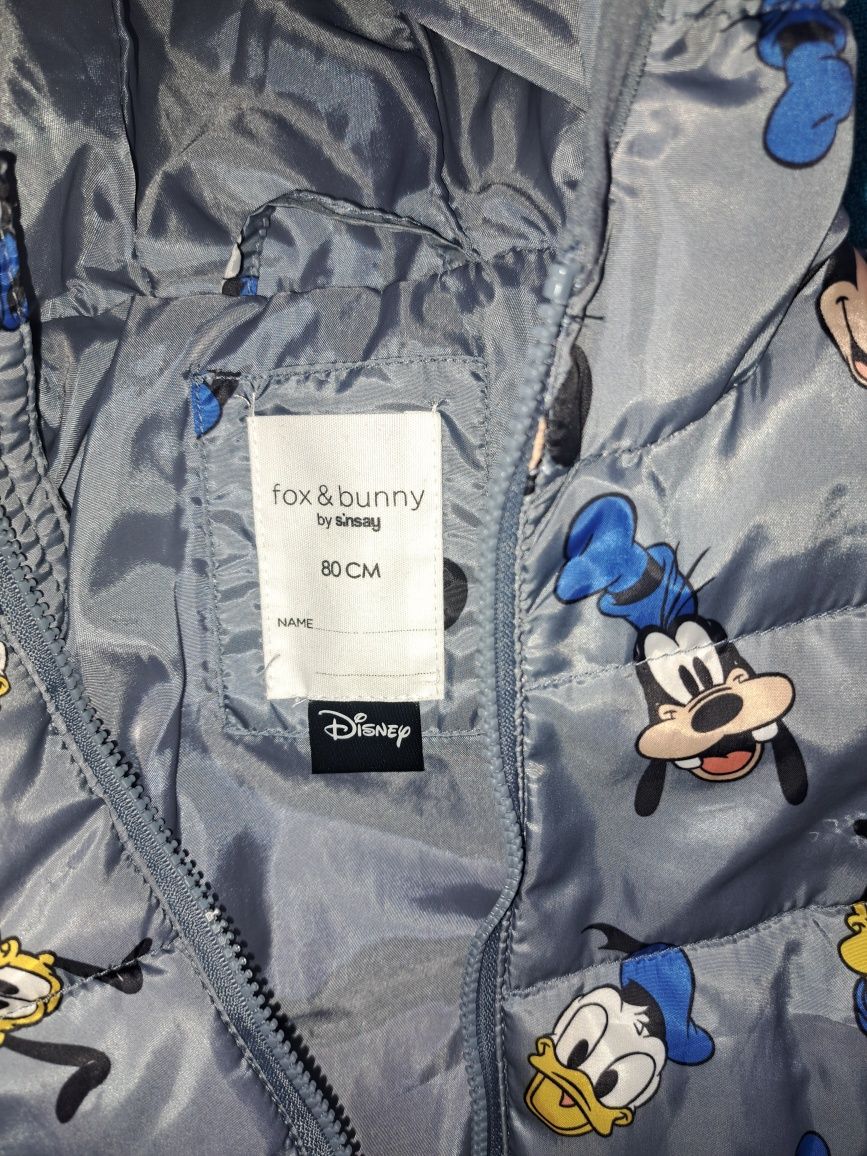 fox & bunny
by sinsay
80 CM
NAME
Disney